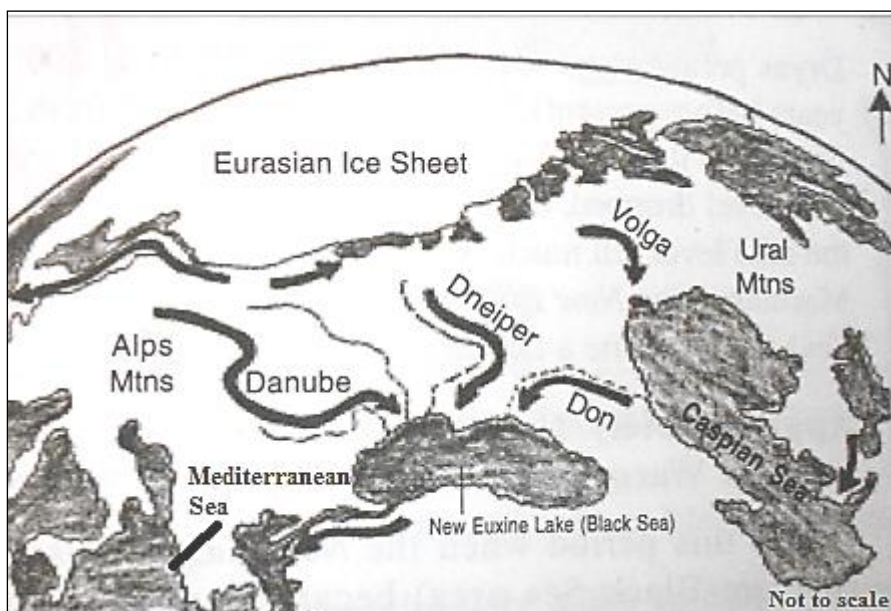 N
Eurasian Ice Sheet
Volga
Ural
Mtns
Dneiper
Alps
Mtns
Danube
Don
Caspian Sea
Mediterranean
Sea
New Euxine Lake (Black Sea)
Not to scale